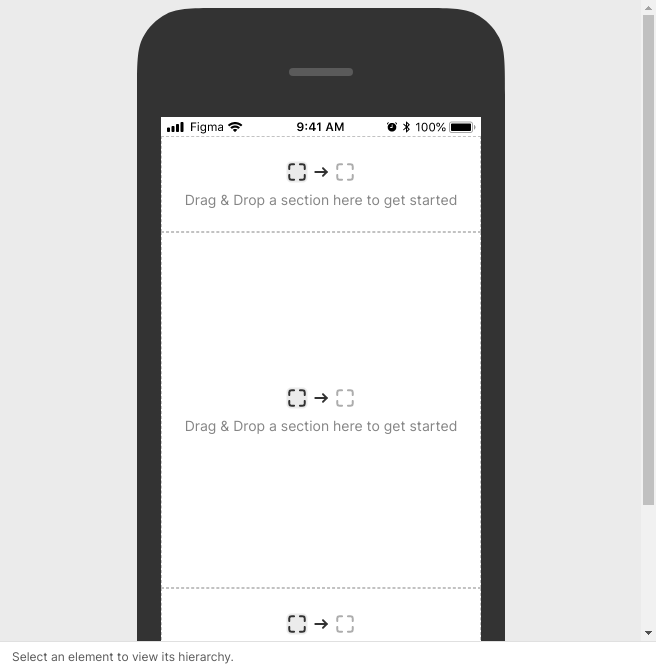 Figma 9:41 AM 100%
Drag & Drop a section here to get started
Drag & Drop a section here to get started
Select an element to view its hierarchy.